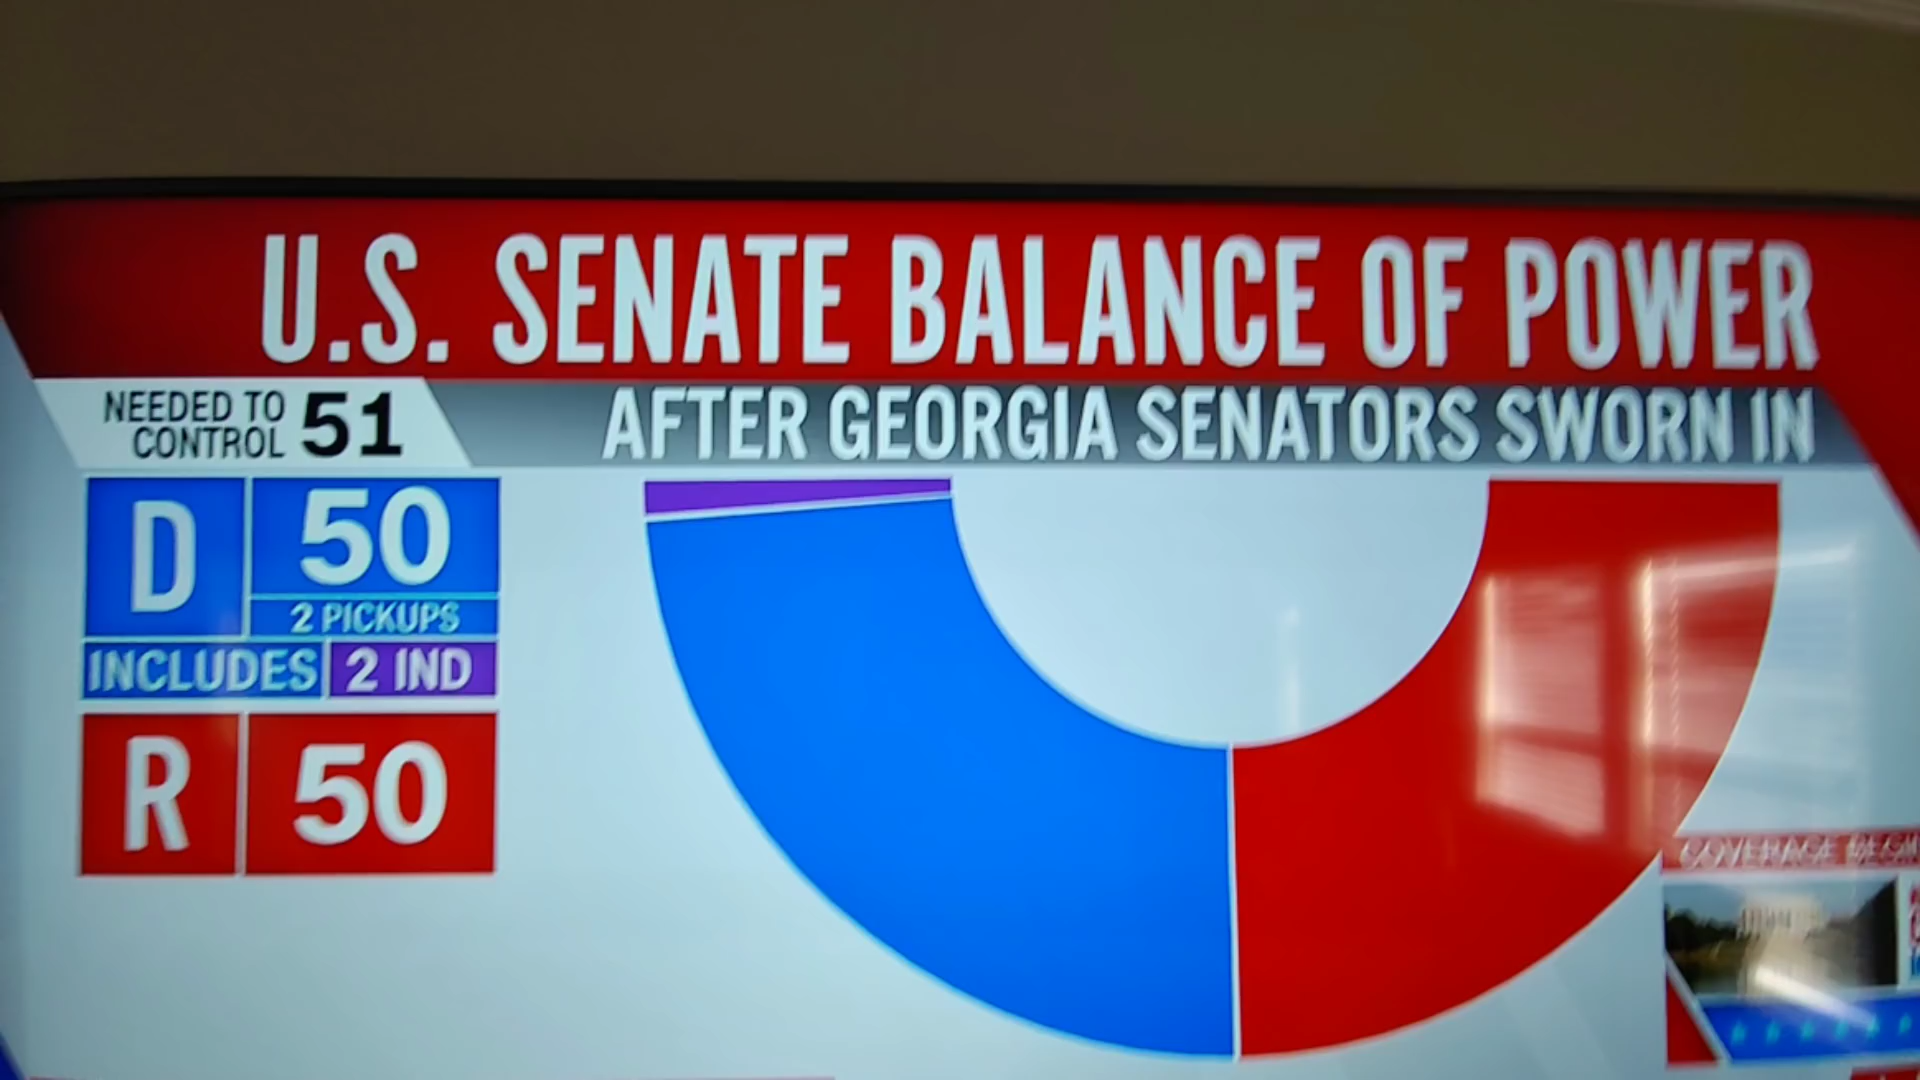 U.S. SENATE BALANCE OF POWER
NEEDED TO
CONTROL
51
AFTER GEORGIA SENATORS SWORN IN
D
50
2 PICKUPS
INCLUDES
2 IND
R
50
COVERAGE